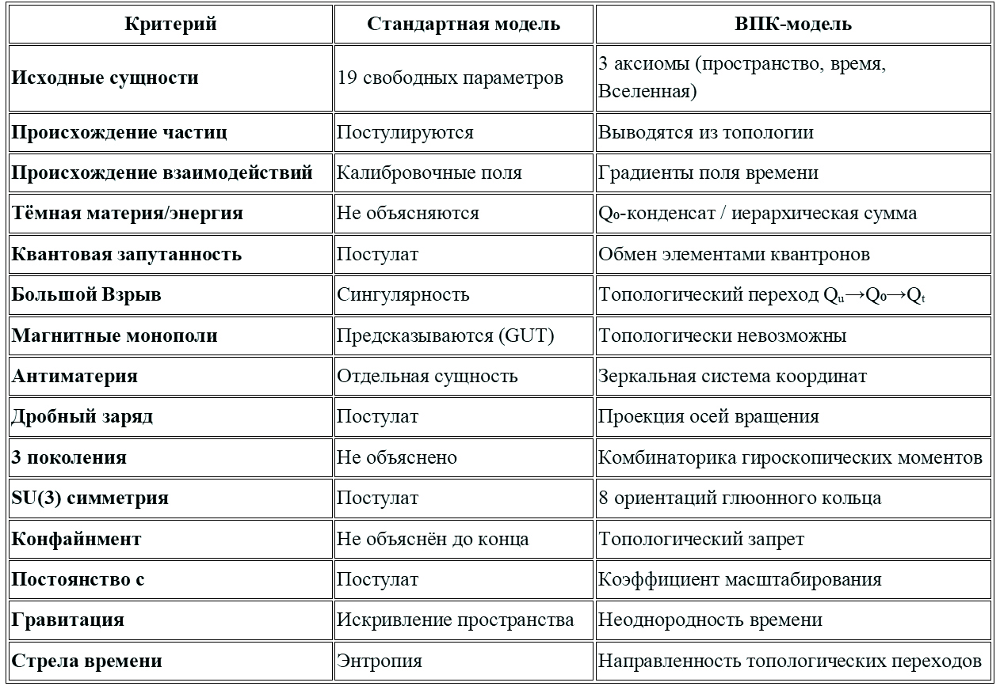 Критерий Стандартная модель ВПК-модель
Исходные сущности 19 свободных параметров 3 аксиомы (пространство, время,
Вселенная)
Происхождение частиц Постулируются Выводятся из топологии
Происхождение взаимодействий Калибровочные поля Градиенты поля времени
Тёмная материя/энергия Не объясняются Q₀-конденсат / иерархическая сумма
Квантовая запутанность Постулат Обмен элементами квантронов
Большой Взрыв Сингулярность Топологический переход Qᵤ→Q₀→Qₜ
Магнитные монополи Предсказываются (GUT) Топологически невозможны
Антиматерия Отдельная сущность Зеркальная система координат
Дробный заряд Постулат Проекция осей вращения
3 поколения Не объяснено Комбинаторика гироскопических моментов
SU(3) симметрия Постулат 8 ориентаций глюонного кольца
Конфайнмент Не объяснён до конца Топологический запрет
Постоянство c Постулат Коэффициент масштабирования
Гравитация Искривление пространства Неоднородность времени
Стрела времени Энтропия Направленность топологических переходов